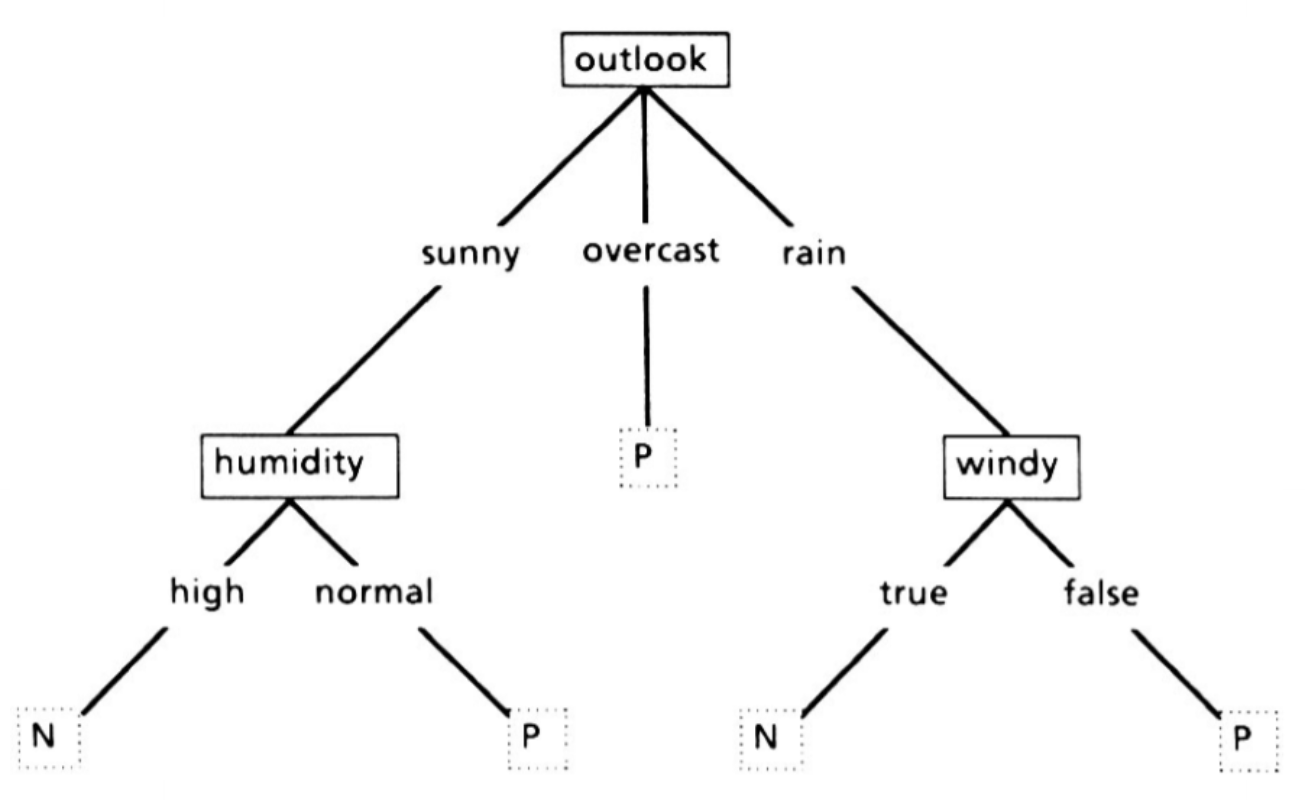 outlook
sunny overcast rain
humidity P windy
high normal true false
N P N P